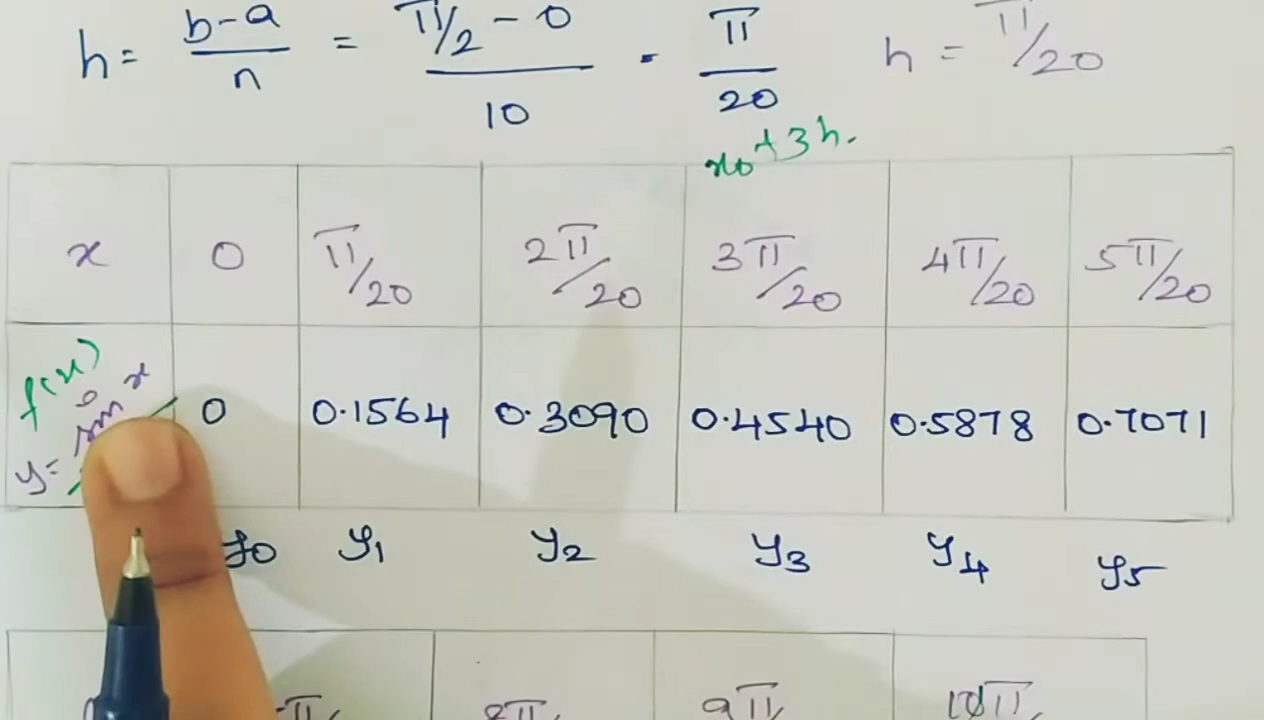 h = b-a / n = π/2 - 0 / 10 = π / 20 h = π/20
x0 + 3h.
x 0 π/20 2π/20 3π/20 4π/20 5π/20
f(x)
y = sin x 0 0.1564 0.3090 0.4540 0.5878 0.7071
y0 y1 y2 y3 y4 y5
8π 9π 10π